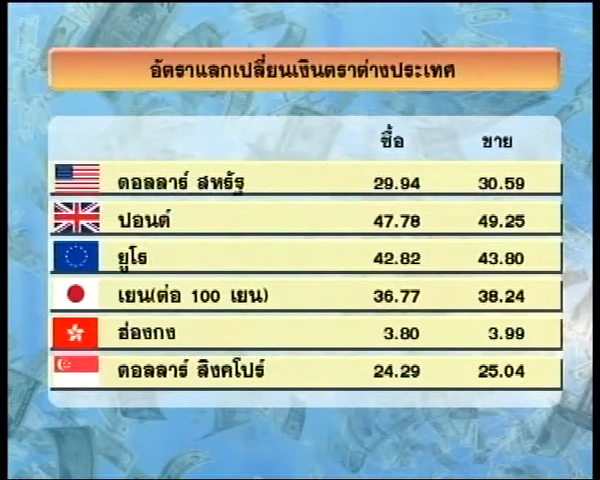 อัตราแลกเปลี่ยนเงินตราต่างประเทศ
ซื้อ ขาย
ดอลลาร์ สหรัฐ 29.94 30.59
ปอนด์ 47.78 49.25
ยูโร 42.82 43.80
เยน(ต่อ 100 เยน) 36.77 38.24
ฮ่องกง 3.80 3.99
ดอลลาร์ สิงคโปร์ 24.29 25.04